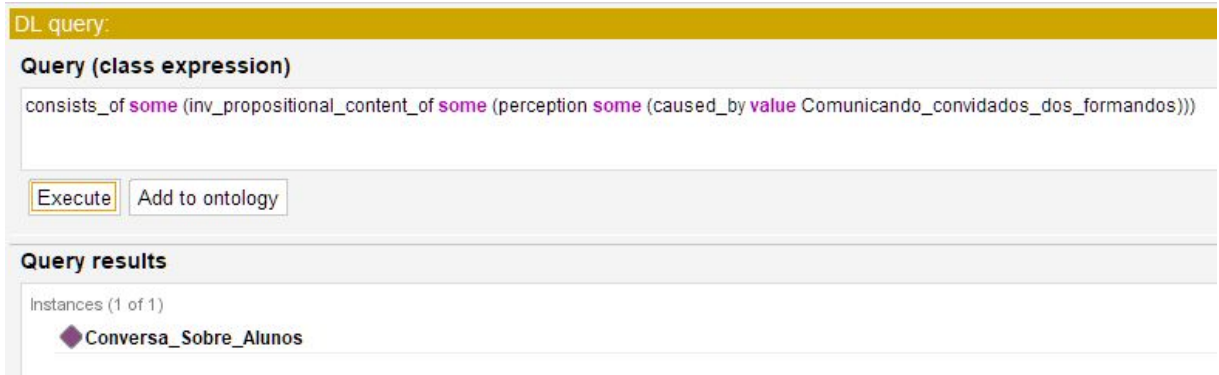 DL query:
Query (class expression)
consists_of some (inv_propositional_content_of some (perception some (caused_by value Comunicando_convidados_dos_formandos)))
Execute
Add to ontology
Query results
Instances (1 of 1)
Conversa_Sobre_Alunos